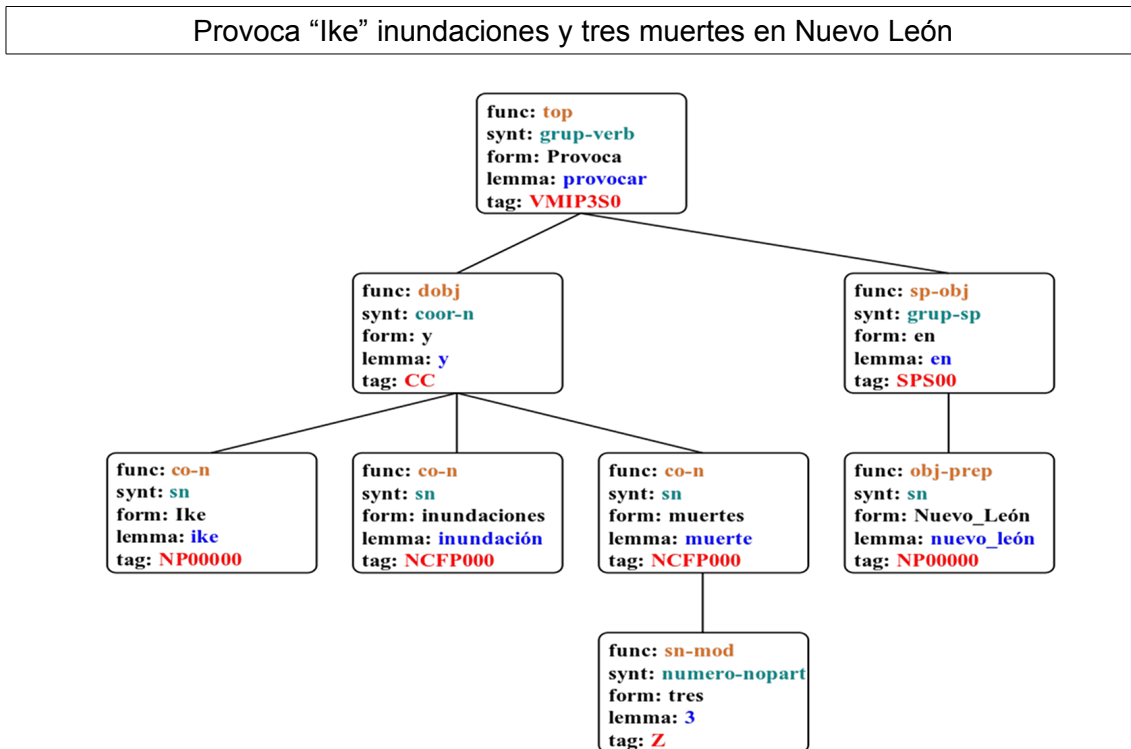 Provoca “Ike” inundaciones y tres muertes en Nuevo León
func: top
synt: grup-verb
form: Provoca
lemma: provocar
tag: VMIP3S0
func: dobj
synt: coor-n
form: y
lemma: y
tag: CC
func: sp-obj
synt: grup-sp
form: en
lemma: en
tag: SPS00
func: co-n
synt: sn
form: Ike
lemma: ike
tag: NP00000
func: co-n
synt: sn
form: inundaciones
lemma: inundación
tag: NCFP000
func: co-n
synt: sn
form: muertes
lemma: muerte
tag: NCFP000
func: obj-prep
synt: sn
form: Nuevo_León
lemma: nuevo_león
tag: NP00000
func: sn-mod
synt: numero-nopart
form: tres
lemma: 3
tag: Z